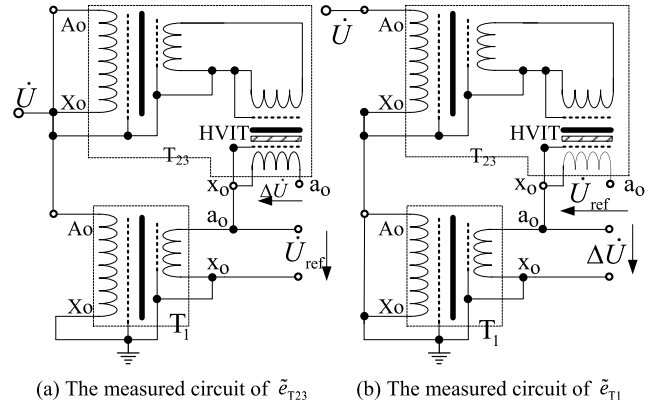 Ao
U̇
Xo
HVIT
T₂₃
xo
ΔU̇
ao
Ao
ao
U̇ref
xo
Xo
T₁
(a) The measured circuit of ẽT23
U̇
Ao
Xo
HVIT
T₂₃
xo
U̇ref
ao
Ao
ao
xo
ΔU̇
Xo
T₁
(b) The measured circuit of ẽT1